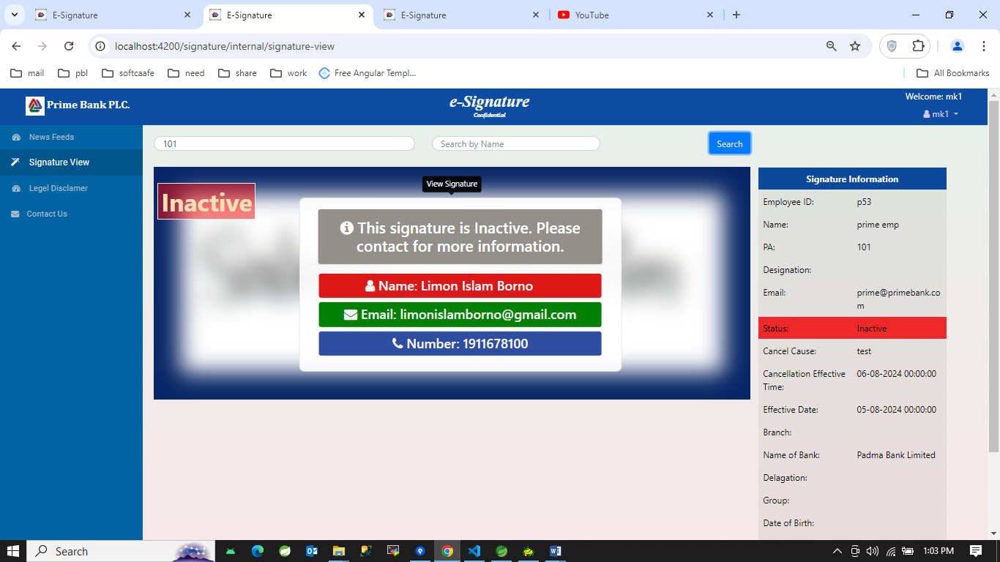 E-Signature
E-Signature
E-Signature
YouTube
localhost:4200/signature/internal/signature-view
mail
pbl
softcaafe
need
share
work
Free Angular Templ...
All Bookmarks
Prime Bank PLC.
e-Signature
Confidential
Welcome: mk1
mk1
News Feeds
Signature View
Legel Disclamer
Contact Us
101
Search by Name
Search
View Signature
Inactive
This signature is Inactive. Please
contact for more information.
Name: Limon Islam Borno
Email: limonislamborno@gmail.com
Number: 1911678100
Signature Information
Employee ID: p53
Name: prime emp
PA: 101
Designation:
Email: prime@primebank.co
m
Status: Inactive
Cancel Cause: test
Cancellation Effective 06-08-2024 00:00:00
Time:
Effective Date: 05-08-2024 00:00:00
Branch:
Name of Bank: Padma Bank Limited
Delagation:
Group:
Date of Birth:
Search
1:03 PM